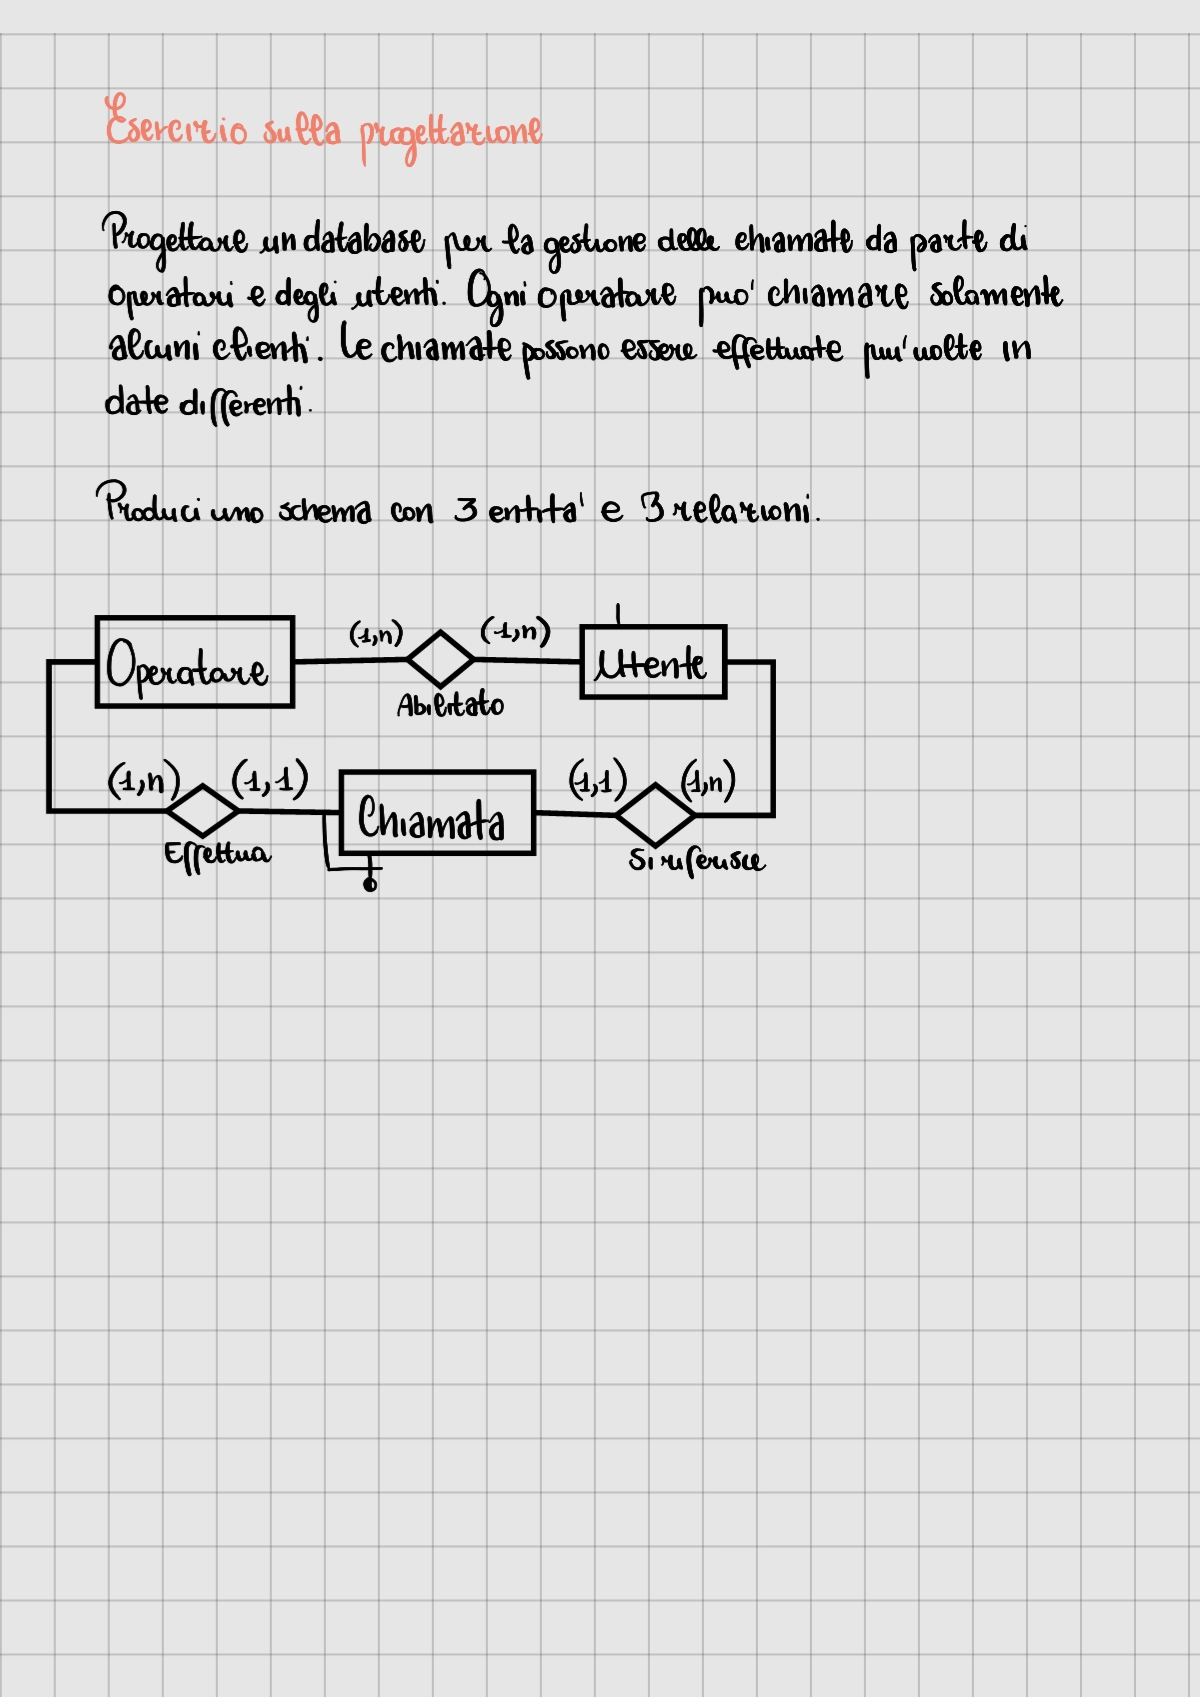 Esercizio sulla progettazione
Progettare un database per la gestione delle chiamate da parte di
operatori e degli utenti. Ogni operatore puo' chiamare solamente
alcuni clienti. Le chiamate possono essere effettuate piu' volte in
date differenti.
Produci uno schema con 3 entita' e 3 relazioni.
Operatore (1,n) (1,n) Utente
Abilitato
(1,n) (1,1) Chiamata (1,1) (1,n)
Effettua Si riferisce